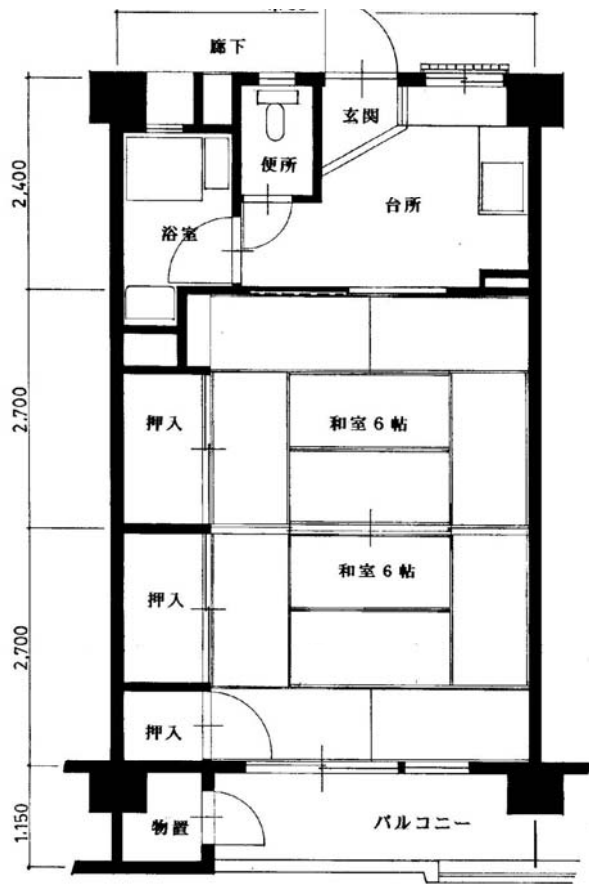 廊下
玄関
便所
台所
浴室
2,400
押入
和室6帖
2,700
和室6帖
押入
2,700
押入
物置
バルコニー
1,150